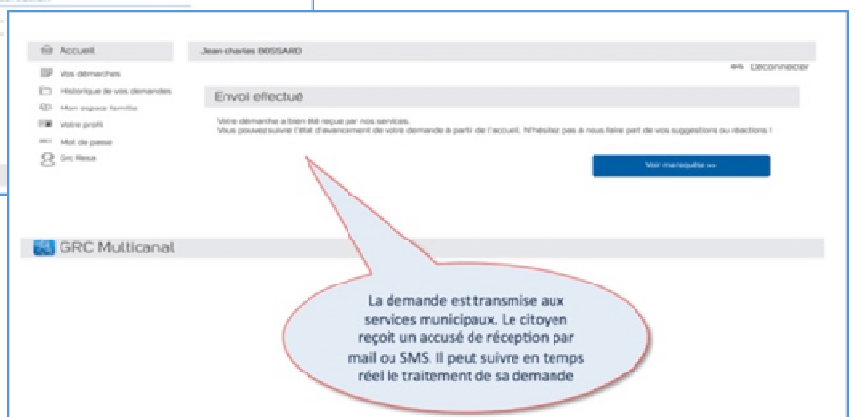 Accueil
Jean-charles BOSSARD
Déconnecter
Vos démarches
Historique de vos demandes
Mon espace famille
Votre profil
Mot de passe
Grc Resa
Envoi effectué
Votre démarche a bien été reçue par nos services.
Vous pouvez suivre l'état d'avancement de votre demande à partir de l'accueil. N'hésitez pas à nous faire part de vos suggestions ou réactions !
Voir ma requête >>
GRC Multicanal
La demande est transmise aux
services municipaux. Le citoyen
reçoit un accusé de réception par
mail ou SMS. Il peut suivre en temps
réel le traitement de sa demande